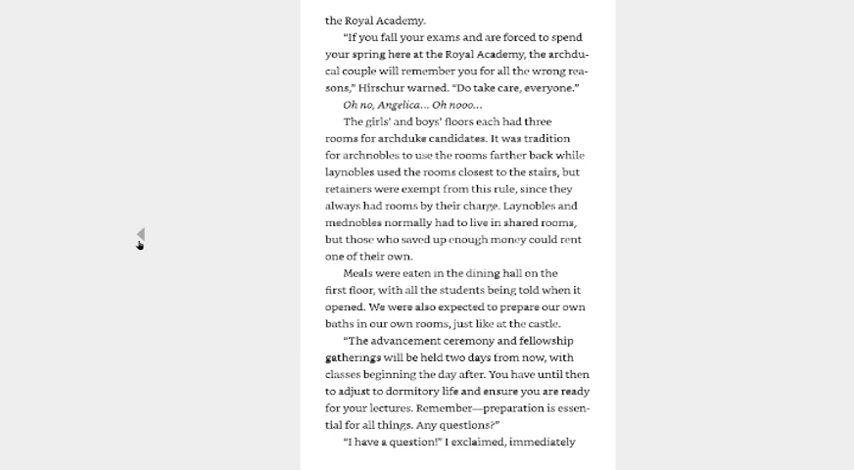 the Royal Academy.
“If you fail your exams and are forced to spend
your spring here at the Royal Academy, the archdu-
cal couple will remember you for all the wrong rea-
sons,” Hirschur warned. “Do take care, everyone.”
Oh no, Angelica... Oh nooo...
The girls’ and boys’ floors each had three
rooms for archduke candidates. It was tradition
for archnobles to use the rooms farther back while
laynobles used the rooms closest to the stairs, but
retainers were exempt from this rule, since they
always had rooms by their charge. Laynobles and
mednobles normally had to live in shared rooms,
but those who saved up enough money could rent
one of their own.
Meals were eaten in the dining hall on the
first floor, with all the students being told when it
opened. We were also expected to prepare our own
baths in our own rooms, just like at the castle.
“The advancement ceremony and fellowship
gatherings will be held two days from now, with
classes beginning the day after. You have until then
to adjust to dormitory life and ensure you are ready
for your lectures. Remember—preparation is essen-
tial for all things. Any questions?”
“I have a question!” I exclaimed, immediately